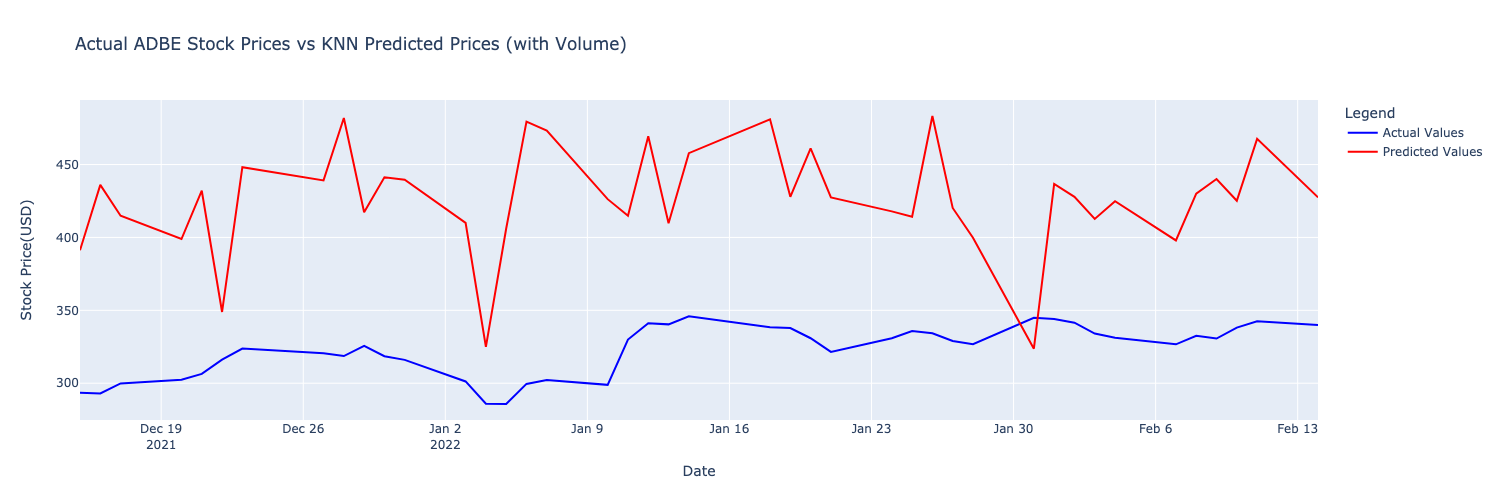 Actual ADBE Stock Prices vs KNN Predicted Prices (with Volume)
Legend
Actual Values
Predicted Values
Stock Price(USD)
450
400
350
300
Dec 19
2021
Dec 26
Jan 2
2022
Jan 9
Jan 16
Jan 23
Jan 30
Feb 6
Feb 13
Date